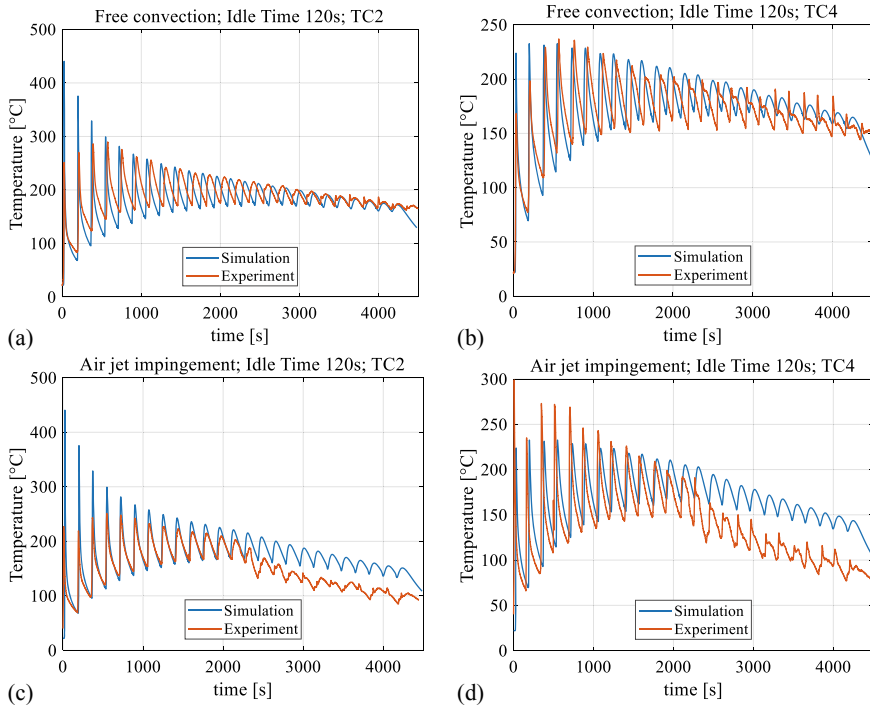 Free convection; Idle Time 120s; TC2
500
400
300
200
100
0
Temperature [°C]
Simulation
Experiment
0 1000 2000 3000 4000
time [s]
(a)
Free convection; Idle Time 120s; TC4
250
200
150
100
50
0
Temperature [°C]
Simulation
Experiment
0 1000 2000 3000 4000
time [s]
(b)
Air jet impingement; Idle Time 120s; TC2
500
400
300
200
100
0
Temperature [°C]
Simulation
Experiment
0 1000 2000 3000 4000
time [s]
(c)
Air jet impingement; Idle Time 120s; TC4
300
250
200
150
100
50
0
Temperature [°C]
Simulation
Experiment
0 1000 2000 3000 4000
time [s]
(d)